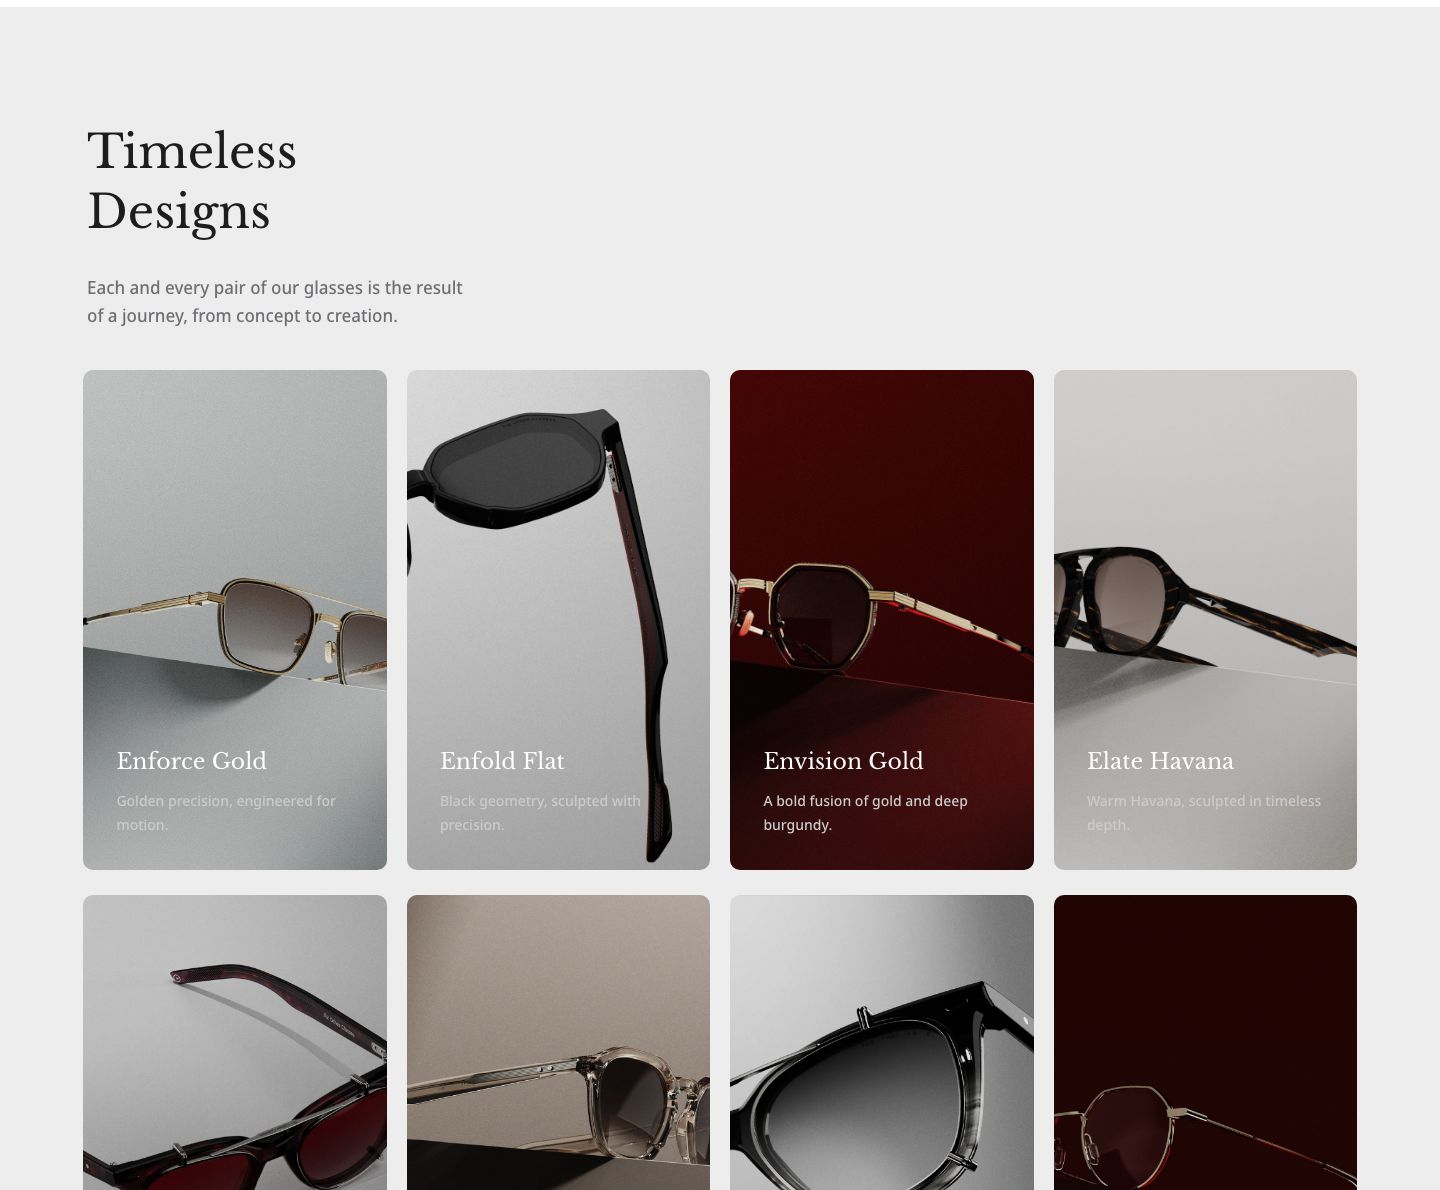 Timeless
Designs
Each and every pair of our glasses is the result
of a journey, from concept to creation.
Enforce Gold
Golden precision, engineered for
motion.
Enfold Flat
Black geometry, sculpted with
precision.
Envision Gold
A bold fusion of gold and deep
burgundy.
Elate Havana
Warm Havana, sculpted in timeless
depth.